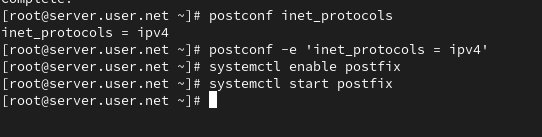 Complete!
[root@server.user.net ~]# postconf inet_protocols
inet_protocols = ipv4
[root@server.user.net ~]# postconf -e 'inet_protocols = ipv4'
[root@server.user.net ~]# systemctl enable postfix
[root@server.user.net ~]# systemctl start postfix
[root@server.user.net ~]#